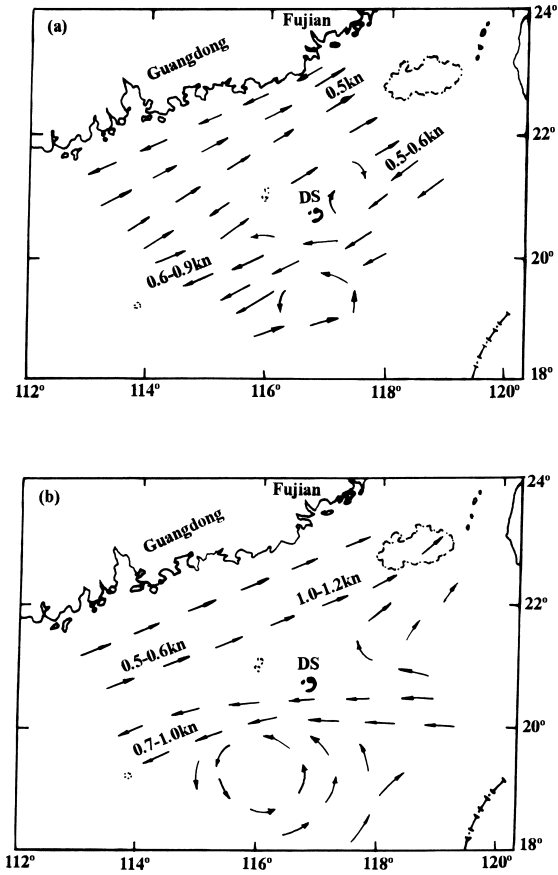 (a)
Fujian
24°
Guangdong
0.5kn
22°
0.5-0.6kn
DS
0.6-0.9kn
20°
18°
112°
114°
116°
118°
120°
(b)
Fujian
24°
Guangdong
1.0-1.2kn
22°
0.5-0.6kn
DS
0.7-1.0kn
20°
18°
112°
114°
116°
118°
120°